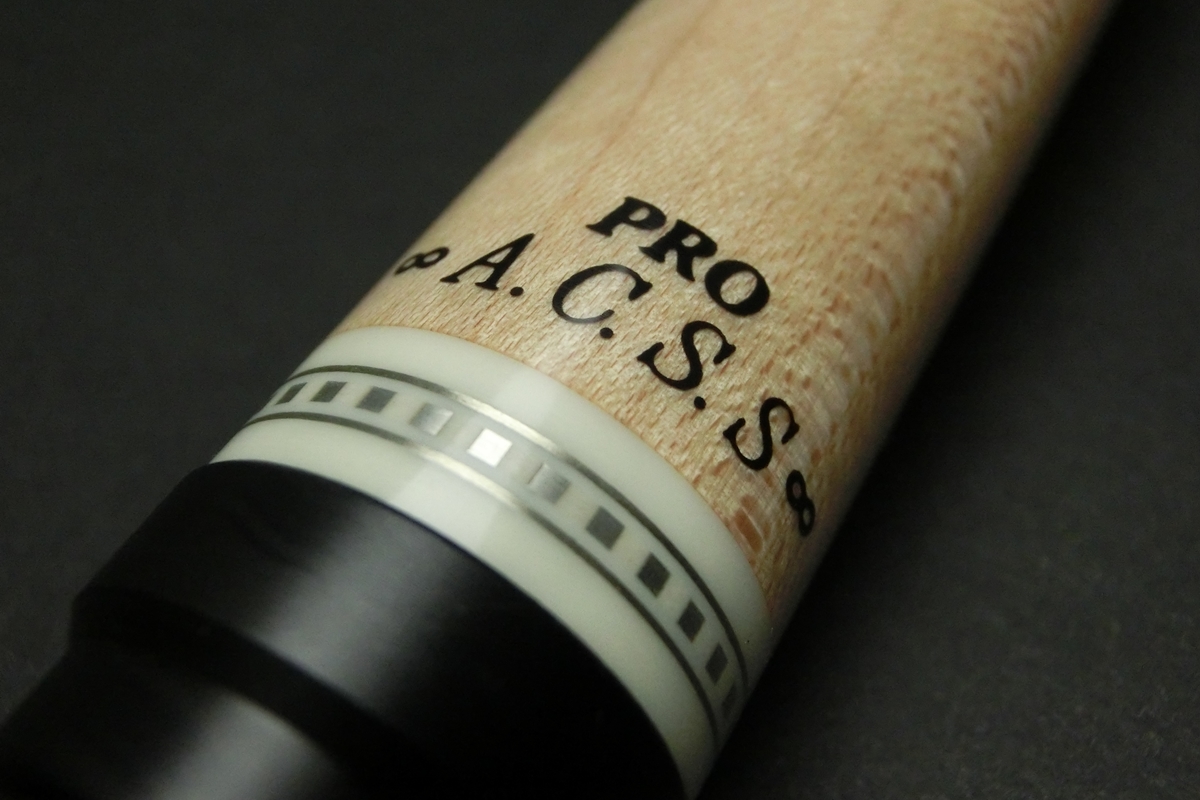 PRO
∞ A. C. S. S ∞